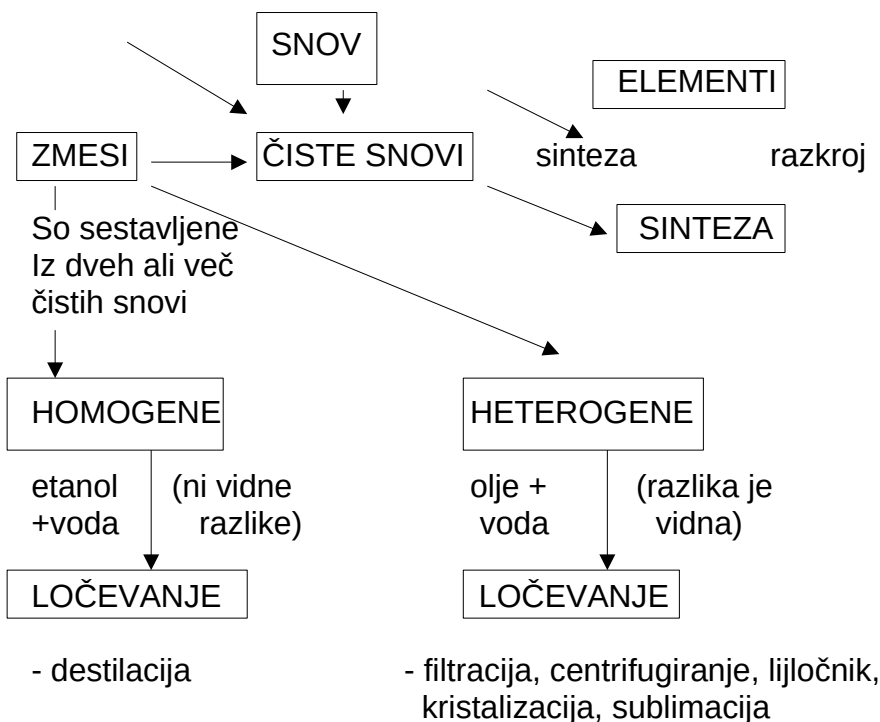 SNOV
ELEMENTI
ZMESI
ČISTE SNOVI
sinteza
razkroj
SINTEZA
So sestavljene
Iz dveh ali več
čistih snovi
HOMOGENE
HETEROGENE
etanol
+voda
(ni vidne
razlike)
olje +
voda
(razlika je
vidna)
LOČEVANJE
LOČEVANJE
- destilacija
- filtracija, centrifugiranje, lijločnik,
kristalizacija, sublimacija